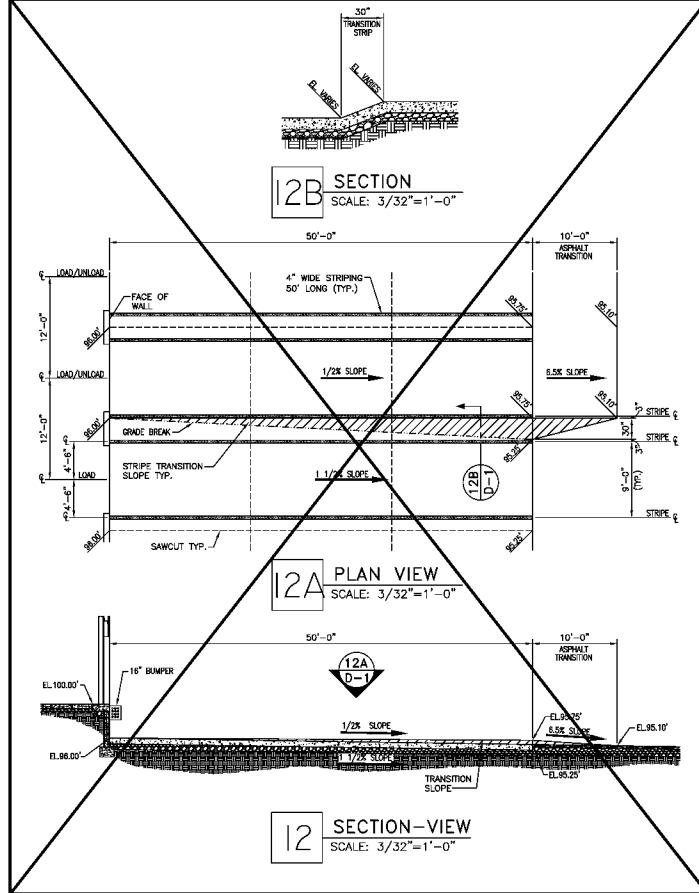 30"
TRANSITION
STRIP
EL. VARIES
EL. VARIES
12B SECTION
SCALE: 3/32"=1'-0"
50'-0"
10'-0"
ASPHALT
TRANSITION
℄ LOAD/UNLOAD
4" WIDE STRIPING
50' LONG (TYP.)
FACE OF
WALL
96.00'
95.75'
95.10'
12'-0"
℄ LOAD/UNLOAD
1/2% SLOPE
6.5% SLOPE
96.00'
95.75'
95.10'
GRADE BREAK
3"
STRIPE ℄
30"
STRIPE ℄
3"
12'-0"
℄
4'-6"
STRIPE TRANSITION
SLOPE TYP.
95.25'
℄ LOAD
1 1/2% SLOPE
12B
D-1
9'-0"
(TYP.)
4'-6"
℄
STRIPE ℄
96.00'
SAWCUT TYP.
95.25'
12A PLAN VIEW
SCALE: 3/32"=1'-0"
50'-0"
10'-0"
ASPHALT
TRANSITION
12A
D-1
16" BUMPER
EL.100.00'
EL.95.75'
1/2% SLOPE
6.5% SLOPE
EL.95.10'
EL.96.00'
1 1/2% SLOPE
EL.95.25'
TRANSITION
SLOPE
12 SECTION-VIEW
SCALE: 3/32"=1'-0"